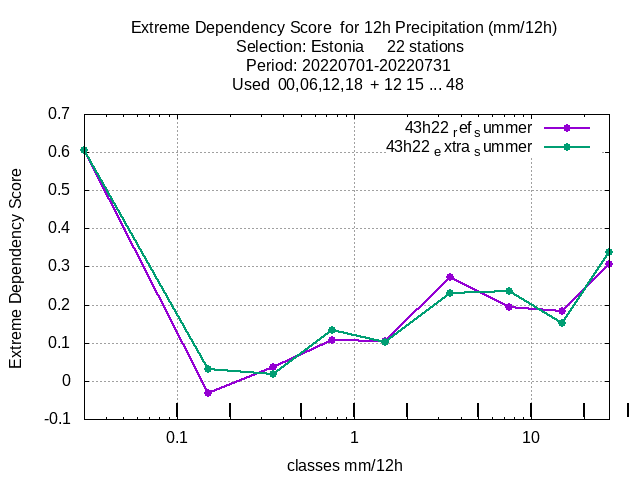 Extreme Dependency Score for 12h Precipitation (mm/12h)
Selection: Estonia 22 stations
Period: 20220701-20220731
Used 00,06,12,18 + 12 15 ... 48
0.7
0.6
0.5
0.4
0.3
0.2
0.1
0
-0.1
Extreme Dependency Score
43h22 ref summer
43h22 extra summer
0.1 1 10
classes mm/12h